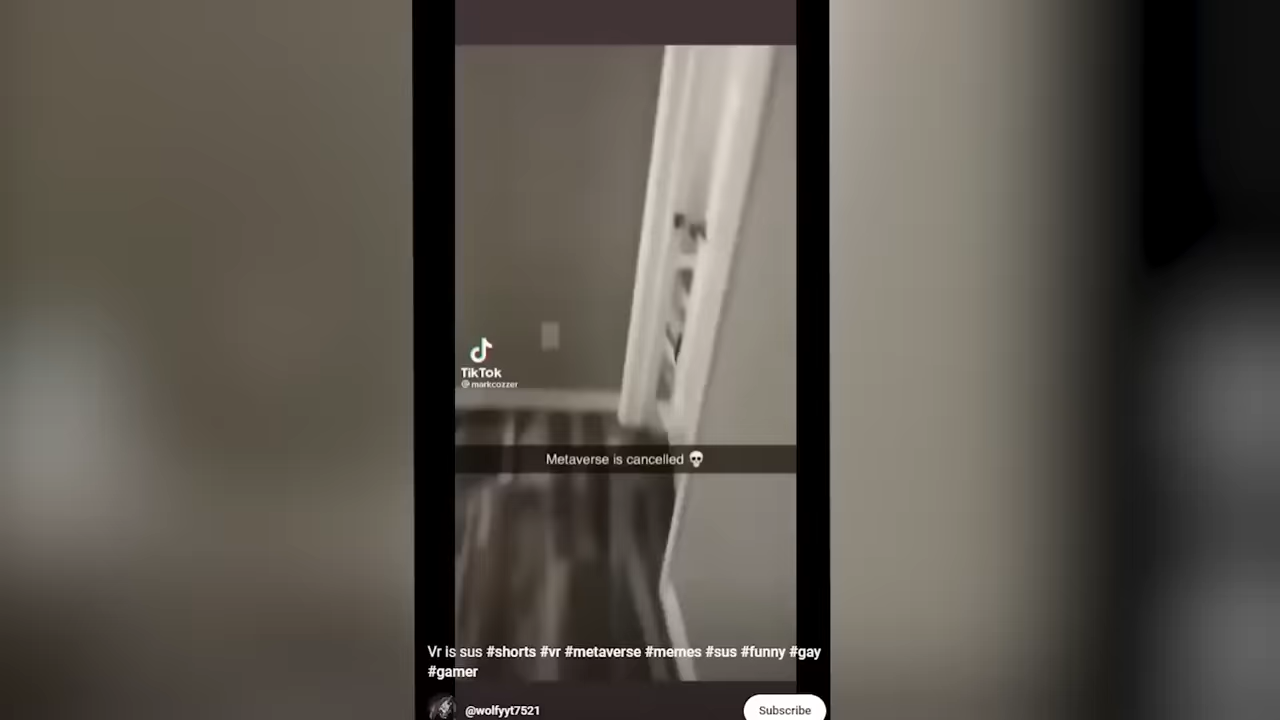 TikTok
@markcozzer
Metaverse is cancelled 💀
Vr is sus #shorts #vr #metaverse #memes #sus #funny #gay
#gamer
@wolfyyt7521
Subscribe